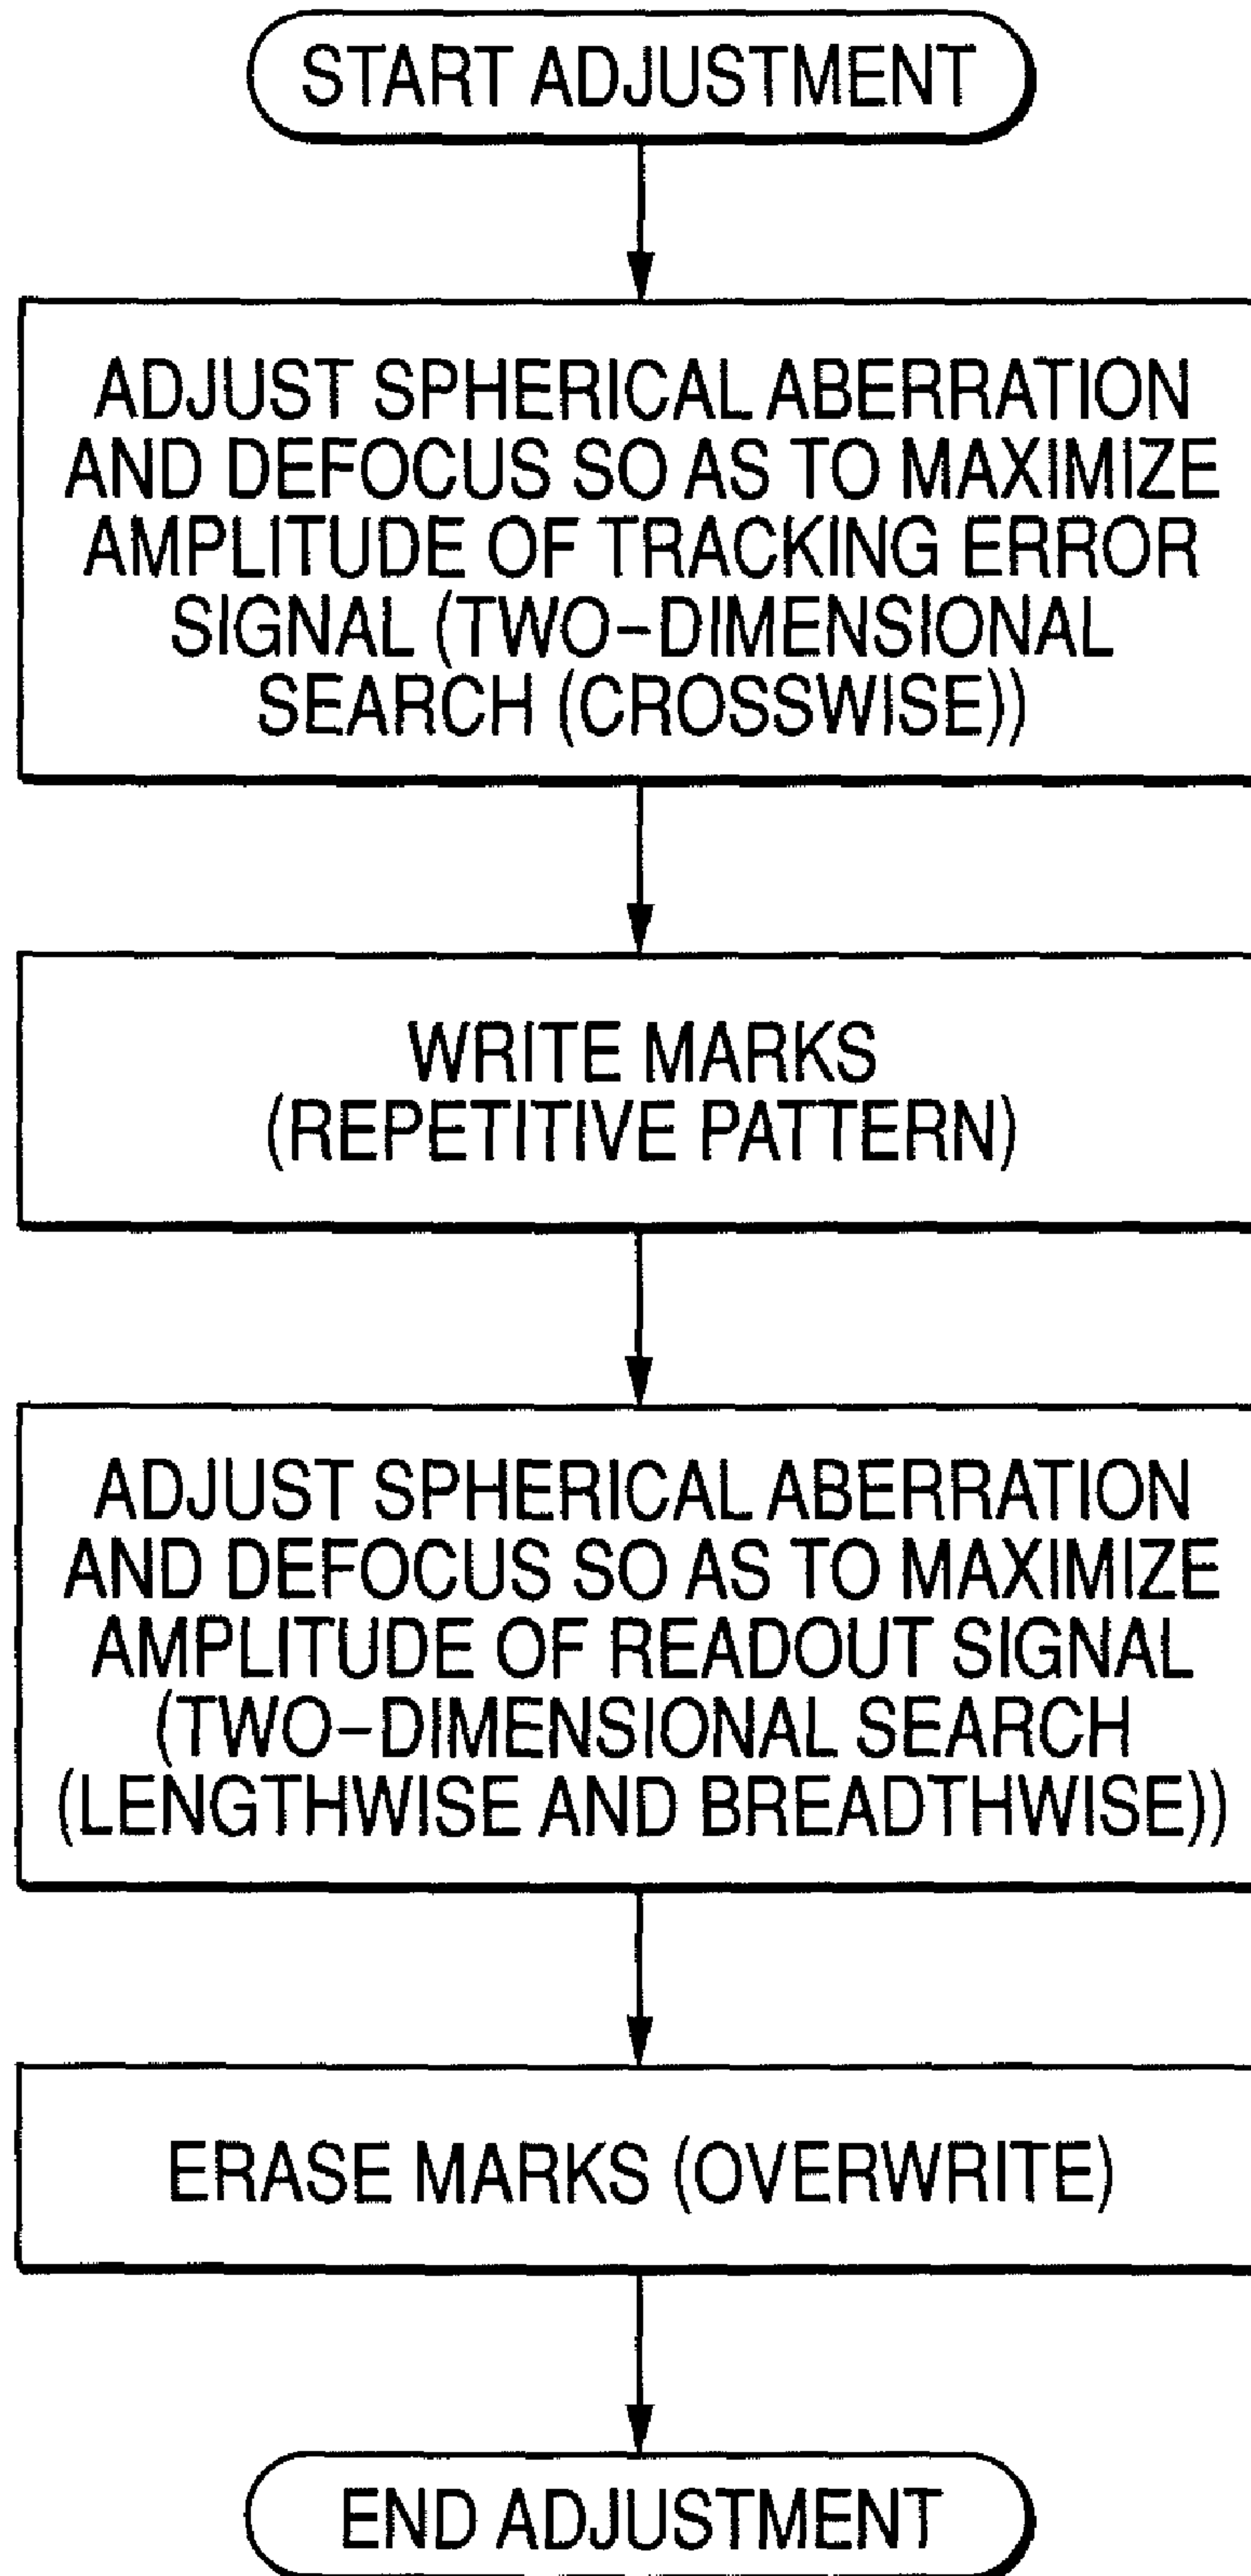 START ADJUSTMENT
ADJUST SPHERICAL ABERRATION
AND DEFOCUS SO AS TO MAXIMIZE
AMPLITUDE OF TRACKING ERROR
SIGNAL (TWO-DIMENSIONAL
SEARCH (CROSSWISE))
WRITE MARKS
(REPETITIVE PATTERN)
ADJUST SPHERICAL ABERRATION
AND DEFOCUS SO AS TO MAXIMIZE
AMPLITUDE OF READOUT SIGNAL
(TWO-DIMENSIONAL SEARCH
(LENGTHWISE AND BREADTHWISE))
ERASE MARKS (OVERWRITE)
END ADJUSTMENT